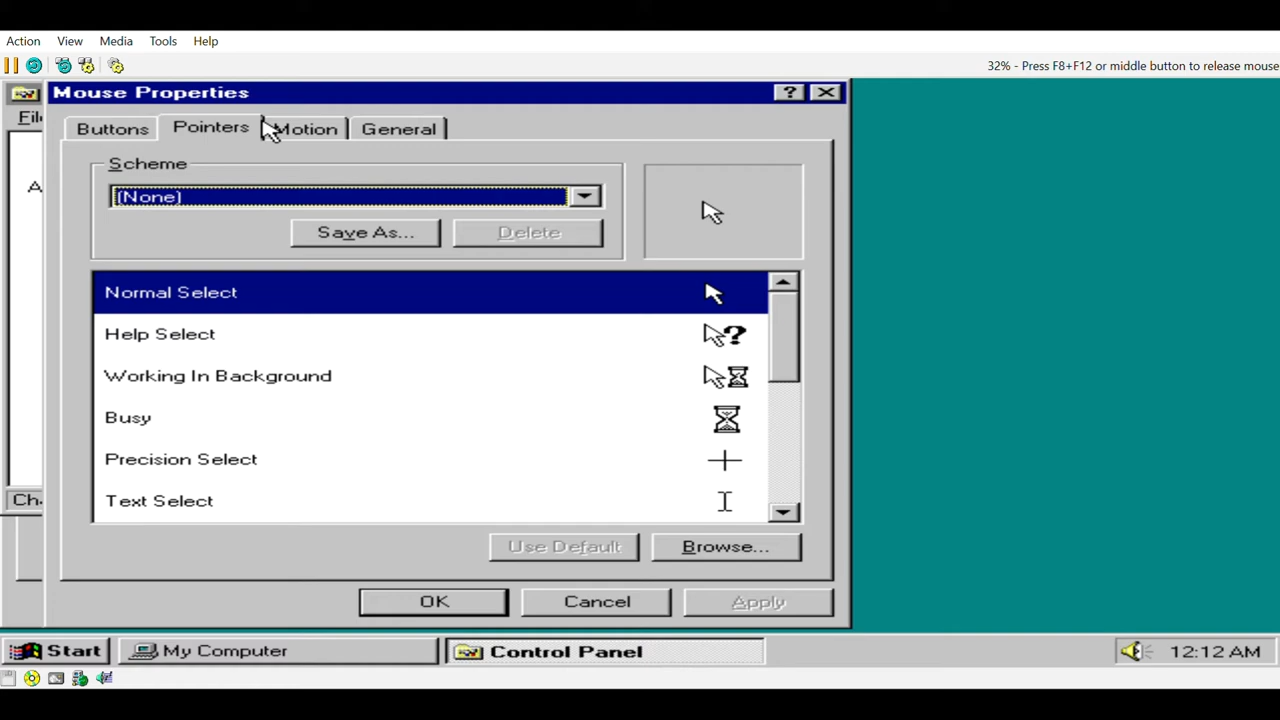 Action View Media Tools Help
32% - Press F8+F12 or middle button to release mouse
Mouse Properties
Buttons Pointers Motion General
Scheme
(None)
Save As... Delete
Normal Select
Help Select
Working In Background
Busy
Precision Select
Text Select
Use Default Browse...
OK Cancel Apply
Start My Computer Control Panel 12:12 AM